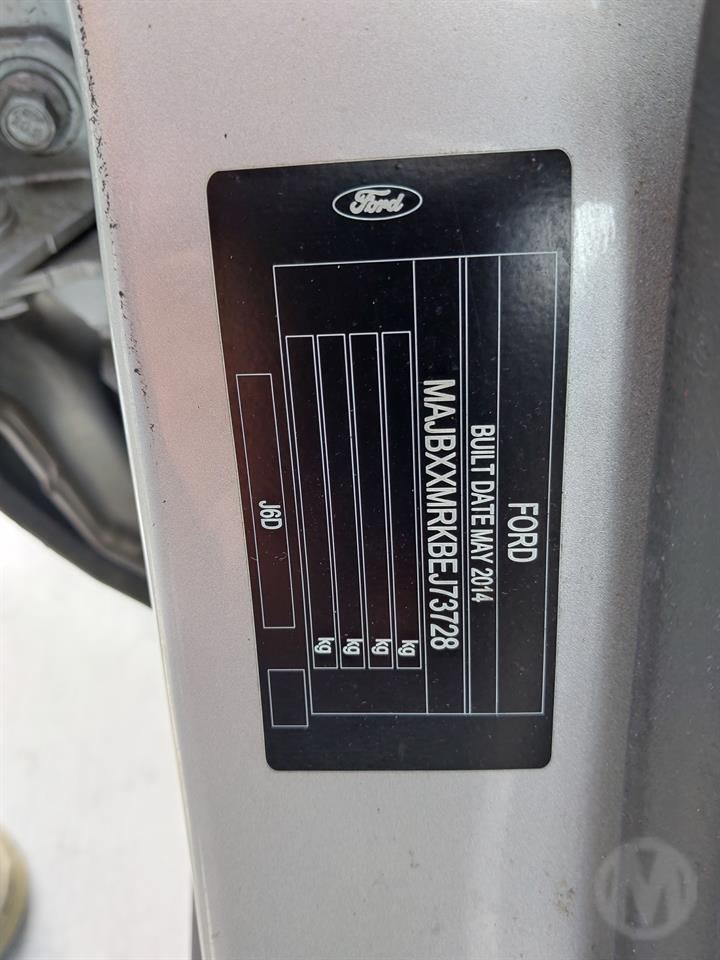 Ford
FORD
BUILT DATE MAY 2014
MAJBXXMRKBEJ73728
kg
kg
kg
kg
J6D
M